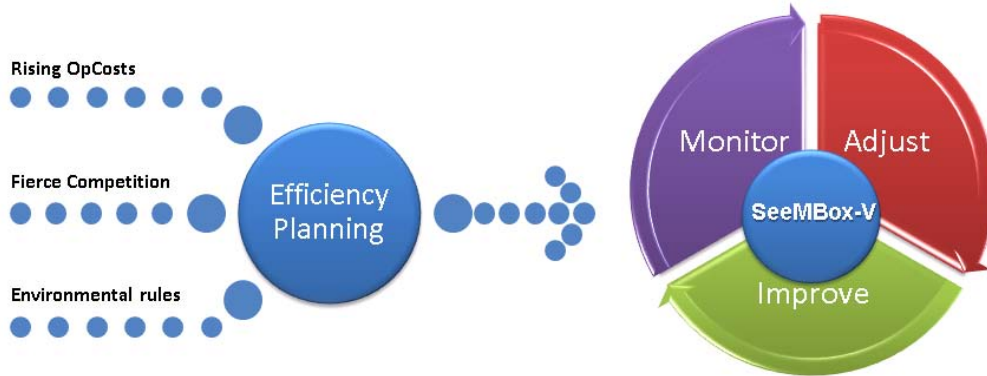 Rising OpCosts
Fierce Competition
Environmental rules
Efficiency
Planning
Monitor
Adjust
SeeMBox-V
Improve